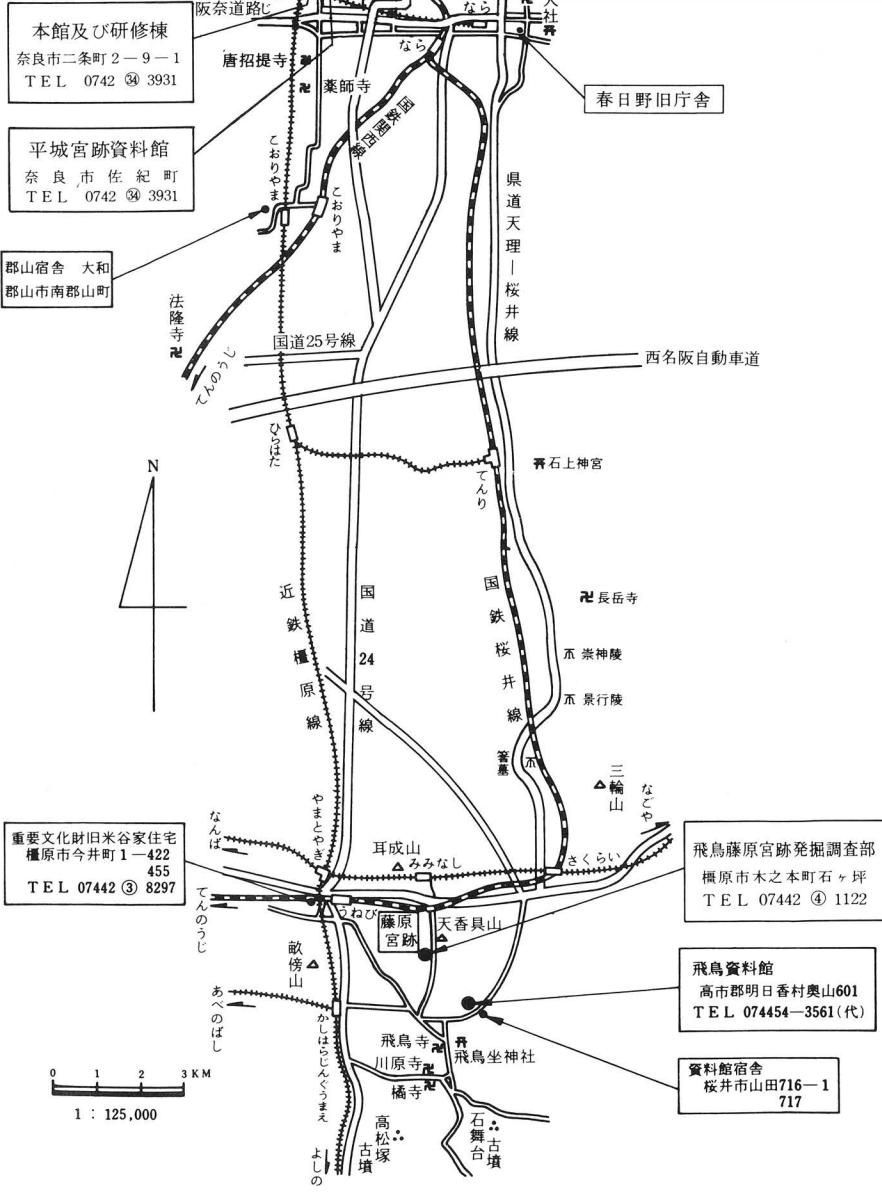 阪奈道路
本館及び研修棟
奈良市二条町2－9－1
TEL 0742 ㉞ 3931
なら
大社
唐招提寺
なら
薬師寺
春日野旧庁舎
国鉄関西線
平城宮跡資料館
奈良市佐紀町
TEL 0742 ㉞ 3931
こおりやま
こおりやま
県道天理―桜井線
郡山宿舎 大和
郡山市南郡山町
法隆寺
国道25号線
西名阪自動車道
てんのうじ
ひらはた
石上神宮
てんり
N
近鉄橿原線
国道24号線
国鉄桜井線
長岳寺
崇神陵
景行陵
箸墓
三輪山
なごや
重要文化財旧米谷家住宅
橿原市今井町1－422
455
TEL 07442 ③ 8297
なんば
やまとやぎ
耳成山
みみなし
さくらい
飛鳥藤原宮跡発掘調査部
橿原市木之本町石ヶ坪
TEL 07442 ④ 1122
てんのうじ
うねび
藤原
宮跡
天香具山
畝傍山
飛鳥資料館
高市郡明日香村奥山601
TEL 074454－3561(代)
あべのばし
かしはらじんぐうまえ
飛鳥寺
飛鳥坐神社
川原寺
橘寺
資料館宿舎
桜井市山田716－1
717
0 1 2 3 KM
1 : 125,000
高松塚
古墳
石舞台
古墳
よしの